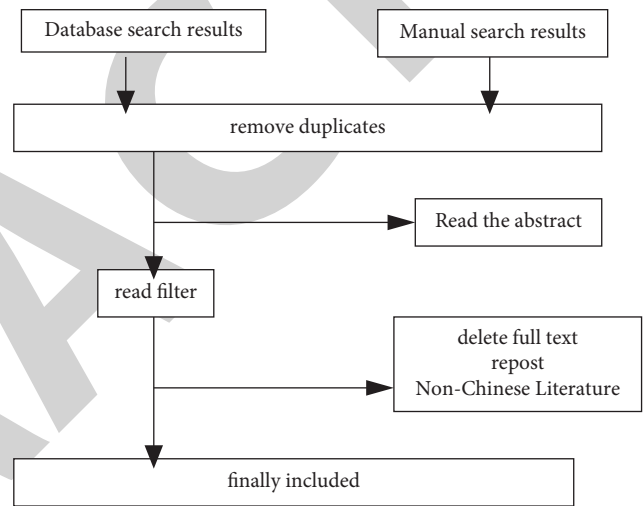 Database search results
Manual search results
remove duplicates
Read the abstract
read filter
delete full text
repost
Non-Chinese Literature
finally included